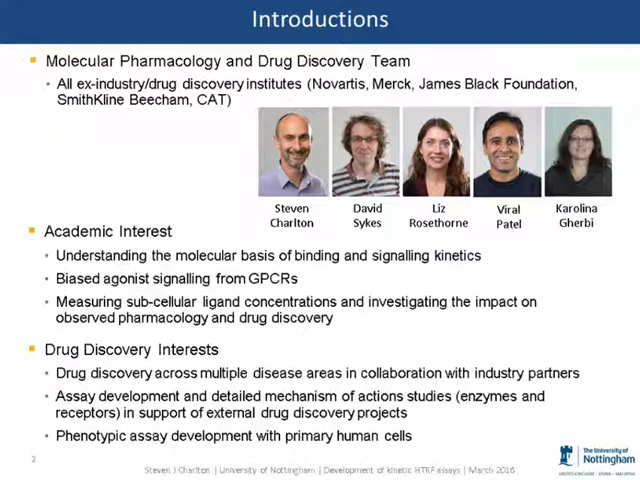 Introductions
Molecular Pharmacology and Drug Discovery Team
All ex-industry/drug discovery institutes (Novartis, Merck, James Black Foundation,
SmithKline Beecham, CAT)
Steven
Charlton
David
Sykes
Liz
Rosethorne
Viral
Patel
Karolina
Gherbi
Academic Interest
Understanding the molecular basis of binding and signalling kinetics
Biased agonist signalling from GPCRs
Measuring sub-cellular ligand concentrations and investigating the impact on
observed pharmacology and drug discovery
Drug Discovery Interests
Drug discovery across multiple disease areas in collaboration with industry partners
Assay development and detailed mechanism of actions studies (enzymes and
receptors) in support of external drug discovery projects
Phenotypic assay development with primary human cells
2
Steven J Charlton | University of Nottingham | Development of kinetic HTRF assays | March 2016
The University of
Nottingham
UNITED KINGDOM · CHINA · MALAYSIA